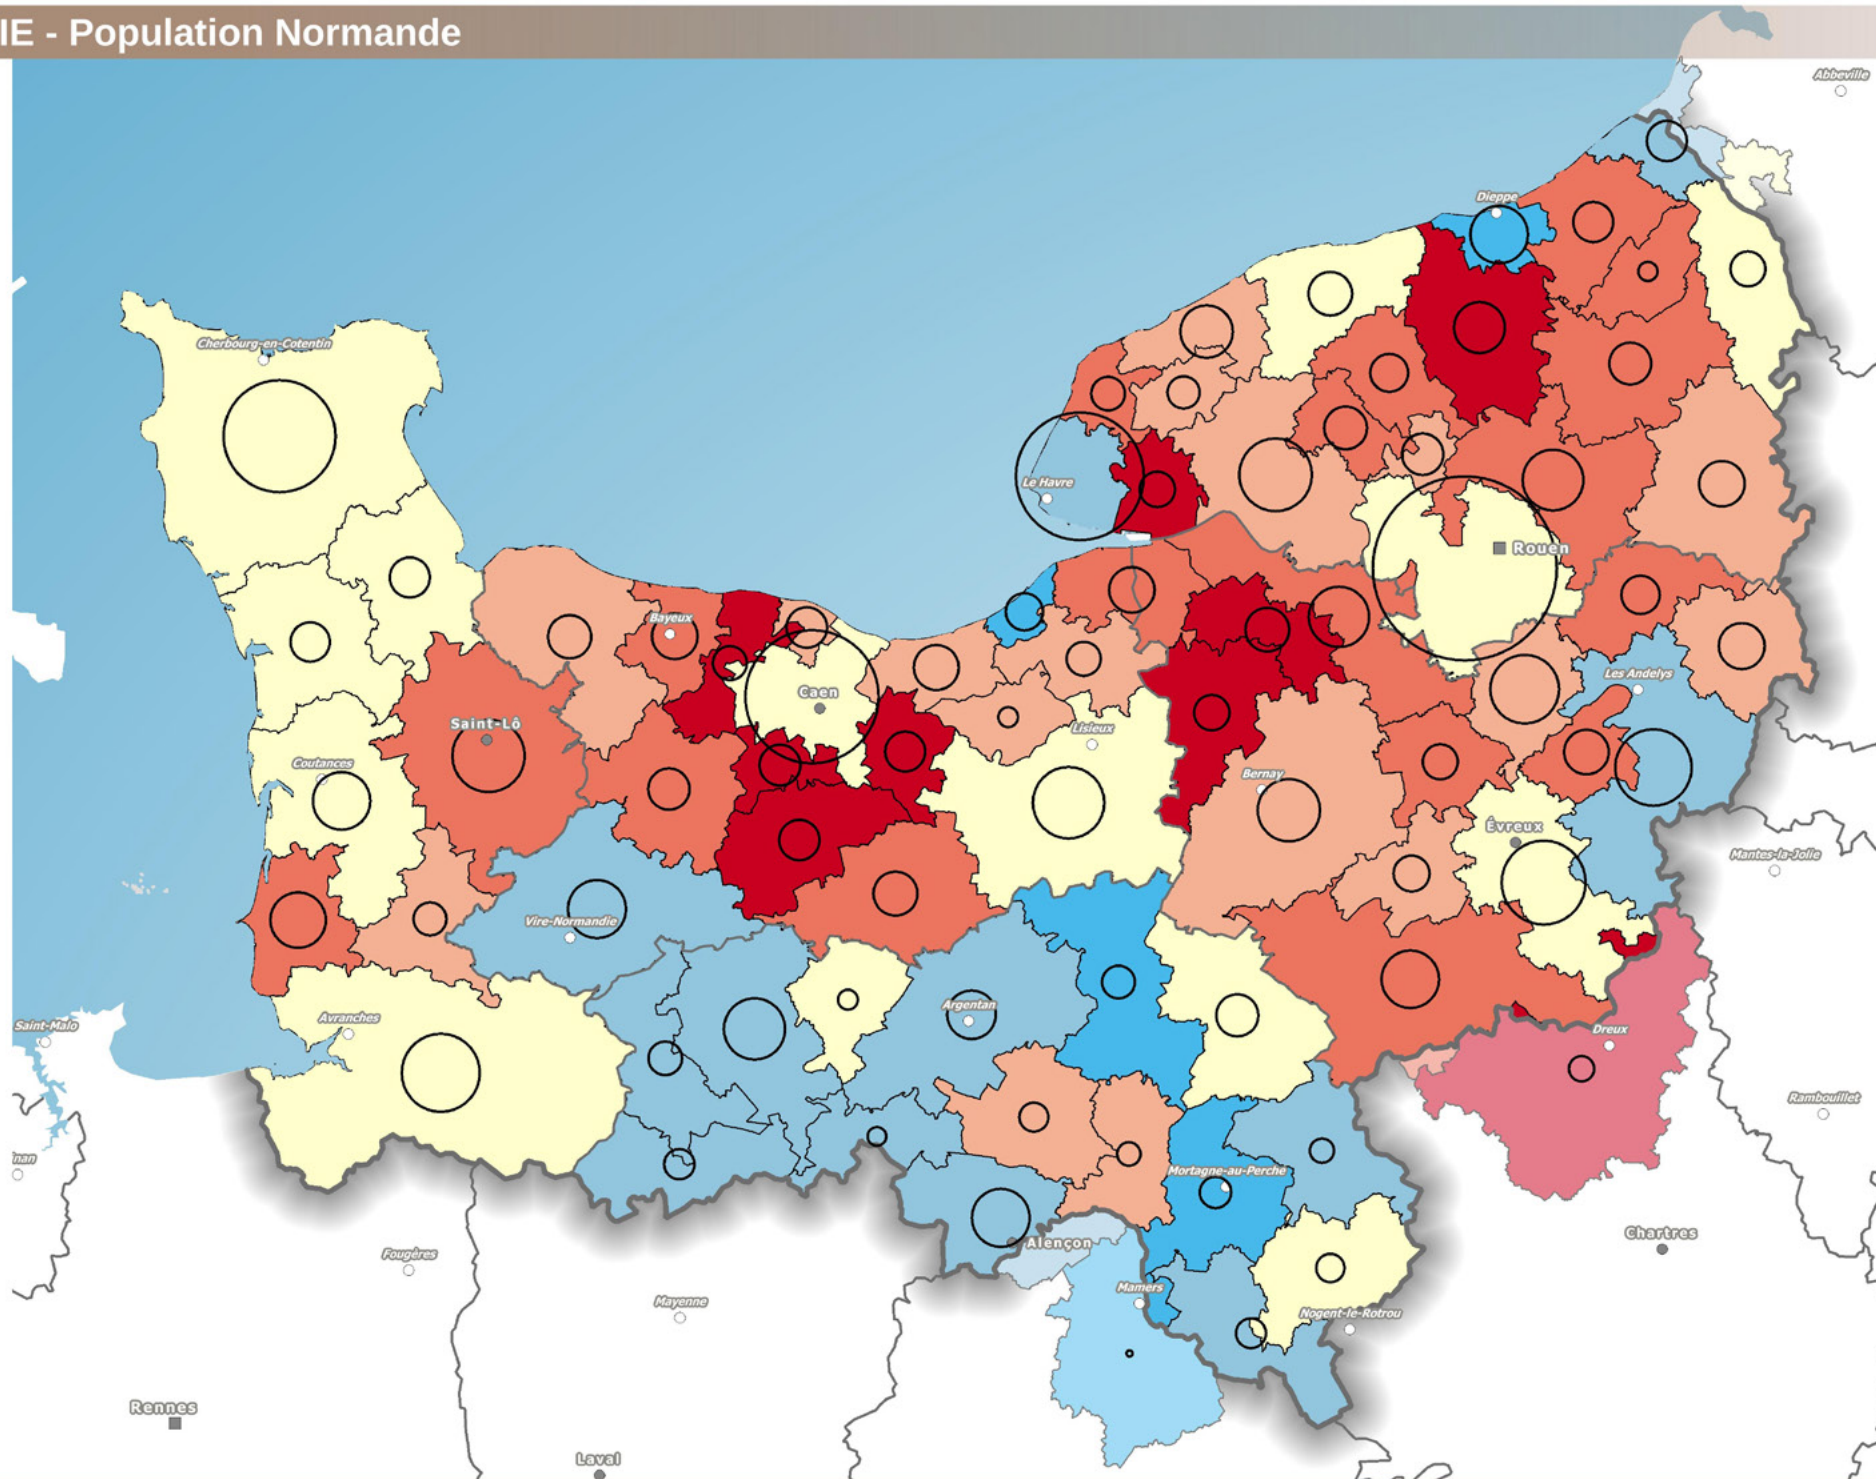 IE - Population Normande
Abbeville
Dieppe
Cherbourg-en-Cotentin
Le Havre
Rouen
Bayeux
Les Andelys
Caen
Saint-Lô
Lisieux
Coutances
Bernay
Évreux
Mantes-la-Jolie
Vire-Normandie
Argentan
Avranches
Saint-Malo
Dreux
Rambouillet
nan
Mortagne-au-Perche
Chartres
Alençon
Fougères
Mamers
Mayenne
Nogent-le-Rotrou
Rennes
Laval